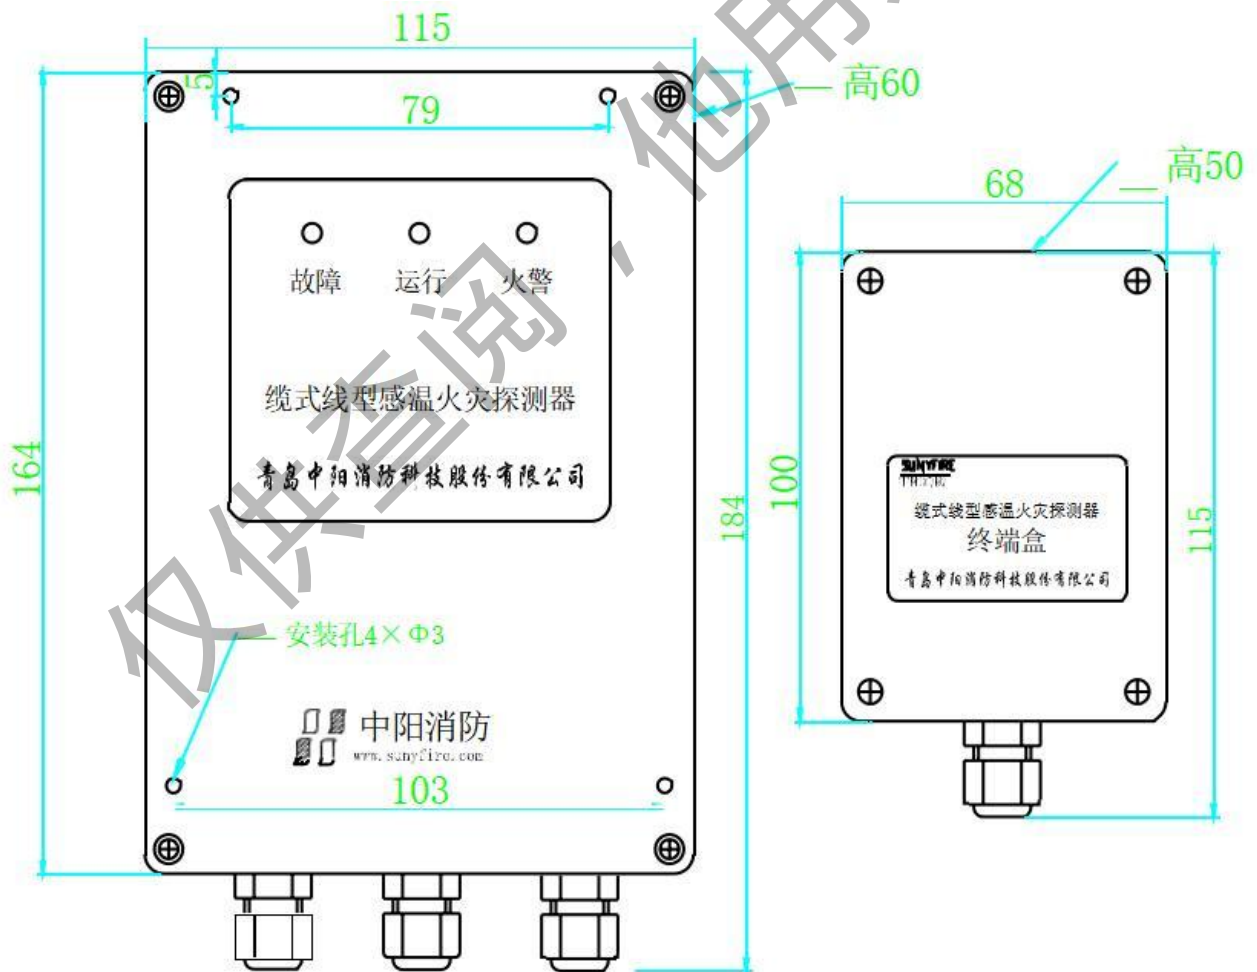 115
5
79
高60
故障 运行 火警
缆式线型感温火灾探测器
青岛中阳消防科技股份有限公司
164
184
安装孔4×Φ3
中阳消防
www.sunyfire.com
103
68
高50
100
115
SUNYFIRE
缆式线型感温火灾探测器
终端盒
青岛中阳消防科技股份有限公司
仅供查阅，他用